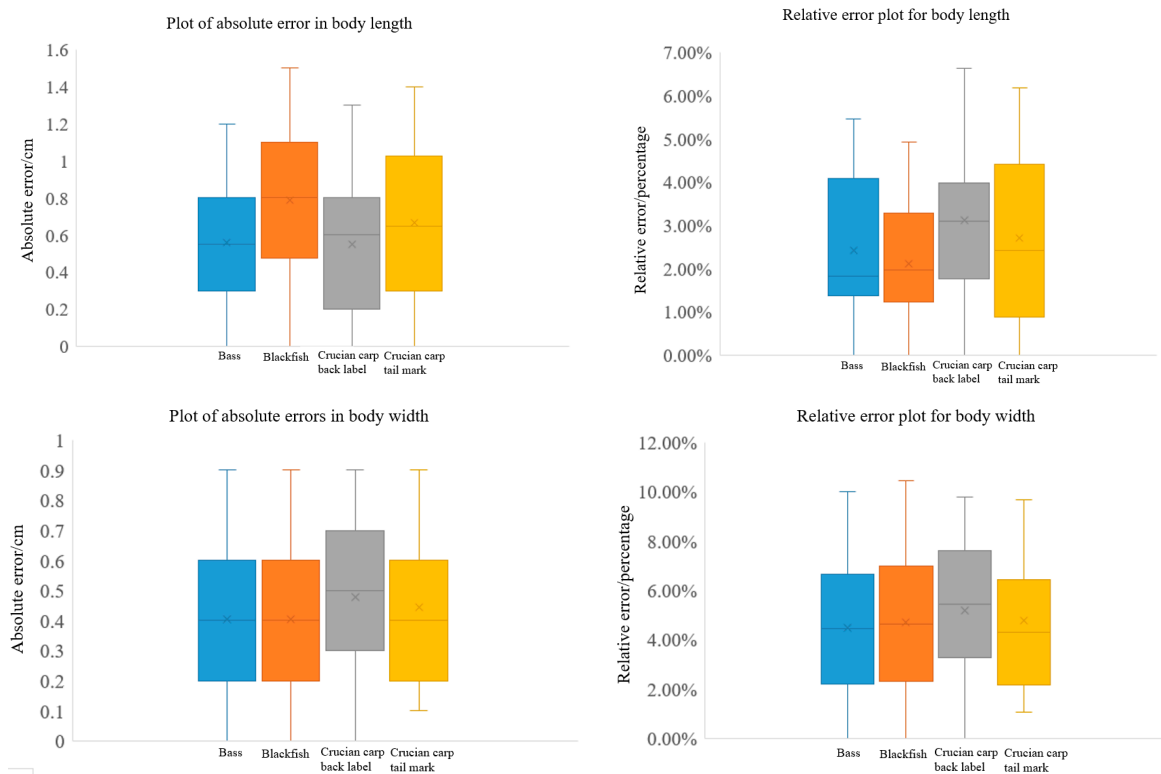 Plot of absolute error in body length
Absolute error/cm
1.6
1.4
1.2
1
0.8
0.6
0.4
0.2
0
Bass
Blackfish
Crucian carp
back label
Crucian carp
tail mark
Relative error plot for body length
Relative error/percentage
7.00%
6.00%
5.00%
4.00%
3.00%
2.00%
1.00%
0.00%
Bass
Blackfish
Crucian carp
back label
Crucian carp
tail mark
Plot of absolute errors in body width
Absolute error/cm
1
0.9
0.8
0.7
0.6
0.5
0.4
0.3
0.2
0.1
0
Bass
Blackfish
Crucian carp
back label
Crucian carp
tail mark
Relative error plot for body width
Relative error/percentage
12.00%
10.00%
8.00%
6.00%
4.00%
2.00%
0.00%
Bass
Blackfish
Crucian carp
back label
Crucian carp
tail mark